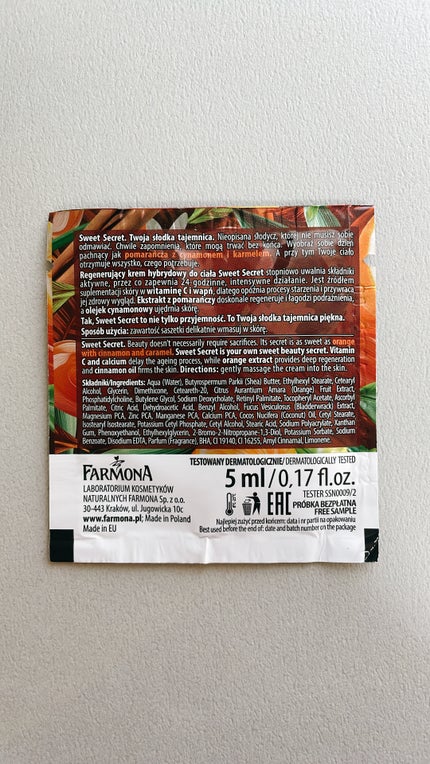 Sweet Secret. Twoja słodka tajemnica. Nieopisana słodycz, której nie musisz sobie
odmawiać. Chwile zapomnienia, które mogą trwać bez końca. Wyobraź sobie dzień
pachnący jak pomarańcza z cynamonem i karmelem. A przy tym Twoje ciało
otrzymuje wszystko, czego potrzebuje.
Regenerujący krem hybrydowy do ciała Sweet Secret stopniowo uwalnia składniki
aktywne, przez co zapewnia 24-godzinne, intensywne działanie. Jest źródłem
suplementacji skóry w witaminę C i wapń, dlatego opóźnia procesy starzenia i przywraca
jej zdrowy wygląd. Ekstrakt z pomarańczy doskonale regeneruje i łagodzi podrażnienia,
a olejek cynamonowy ujędrnia skórę.
Tak, Sweet Secret to nie tylko przyjemność. To Twoja słodka tajemnica piękna.
Sposób użycia: zawartość saszetki delikatnie wmasuj w skórę.
Sweet Secret. Beauty doesn't necessarily require sacrifices. Its secret is as sweet as orange
with cinnamon and caramel. Sweet Secret is your own sweet beauty secret. Vitamin
C and calcium delay the ageing process, while orange extract provides deep regeneration
and cinnamon oil firms the skin. Directions: gently massage the cream into the skin.
Składniki/Ingredients: Aqua (Water), Butyrospermum Parkii (Shea) Butter, Ethylhexyl Stearate, Cetearyl
Alcohol, Glycerin, Dimethicone, Ceteareth-20, Citrus Aurantium Amara (Orange) Fruit Extract,
Phosphatidylcholine, Butylene Glycol, Sodium Deoxycholate, Retinyl Palmitate, Tocopheryl Acetate, Ascorbyl
Palmitate, Citric Acid, Dehydroacetic Acid, Benzyl Alcohol, Fucus Vesiculosus (Bladderwrack) Extract,
Magnesium PCA, Zinc PCA, Manganese PCA, Calcium PCA, Cocos Nucifera (Coconut) Oil, Cetyl Stearate,
Isostearyl Isostearate, Potassium Cetyl Phosphate, Cetyl Alcohol, Stearic Acid, Sodium Polyacrylate, Xanthan
Gum, Phenoxyethanol, Ethylhexylglycerin, 2-Bromo-2-Nitropropane-1,3-Diol, Potassium Sorbate, Sodium
Benzoate, Disodium EDTA, Parfum (Fragrance), BHA, CI 19140, CI 16255, Amyl Cinnamal, Limonene.
TESTOWANY DERMATOLOGICZNIE/DERMATOLOGICALLY TESTED
FARMONA
LABORATORIUM KOSMETYKÓW
NATURALNYCH FARMONA Sp. z o.o.
30-443 Kraków, ul. Jugowicka 10c
www.farmona.pl; Made in Poland
Made in EU
5 ml/0,17 fl.oz.
EAC
TESTER SSN0009/2
PRÓBKA BEZPŁATNA
FREE SAMPLE
Najlepiej zużyć przed końcem: data i nr partii na opakowaniu
Best used before the end of: date and batch number on the package